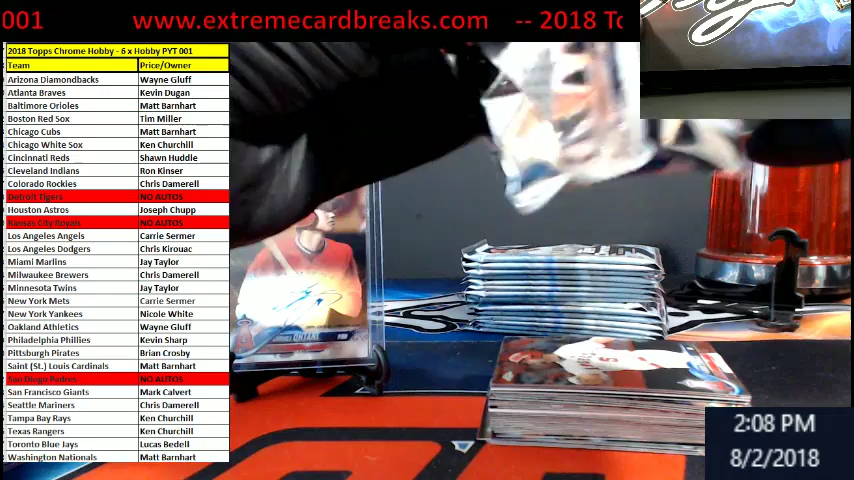 001 www.extremecardbreaks.com -- 2018 To
2018 Topps Chrome Hobby - 6 x Hobby PYT 001
Team Price/Owner
Arizona Diamondbacks Wayne Gluff
Atlanta Braves Kevin Dugan
Baltimore Orioles Matt Barnhart
Boston Red Sox Tim Miller
Chicago Cubs Matt Barnhart
Chicago White Sox Ken Churchill
Cincinnati Reds Shawn Huddle
Cleveland Indians Ron Kinser
Colorado Rockies Chris Damerell
Detroit Tigers NO AUTOS
Houston Astros Joseph Chupp
Kansas City Royals NO AUTOS
Los Angeles Angels Carrie Sermer
Los Angeles Dodgers Chris Kirouac
Miami Marlins Jay Taylor
Milwaukee Brewers Chris Damerell
Minnesota Twins Jay Taylor
New York Mets Carrie Sermer
New York Yankees Nicole White
Oakland Athletics Wayne Gluff
Philadelphia Phillies Kevin Sharp
Pittsburgh Pirates Brian Crosby
Saint (St.) Louis Cardinals Matt Barnhart
San Diego Padres NO AUTOS
San Francisco Giants Mark Calvert
Seattle Mariners Chris Damerell
Tampa Bay Rays Ken Churchill
Texas Rangers Ken Churchill
Toronto Blue Jays Lucas Bedell
Washington Nationals Matt Barnhart
2:08 PM
8/2/2018